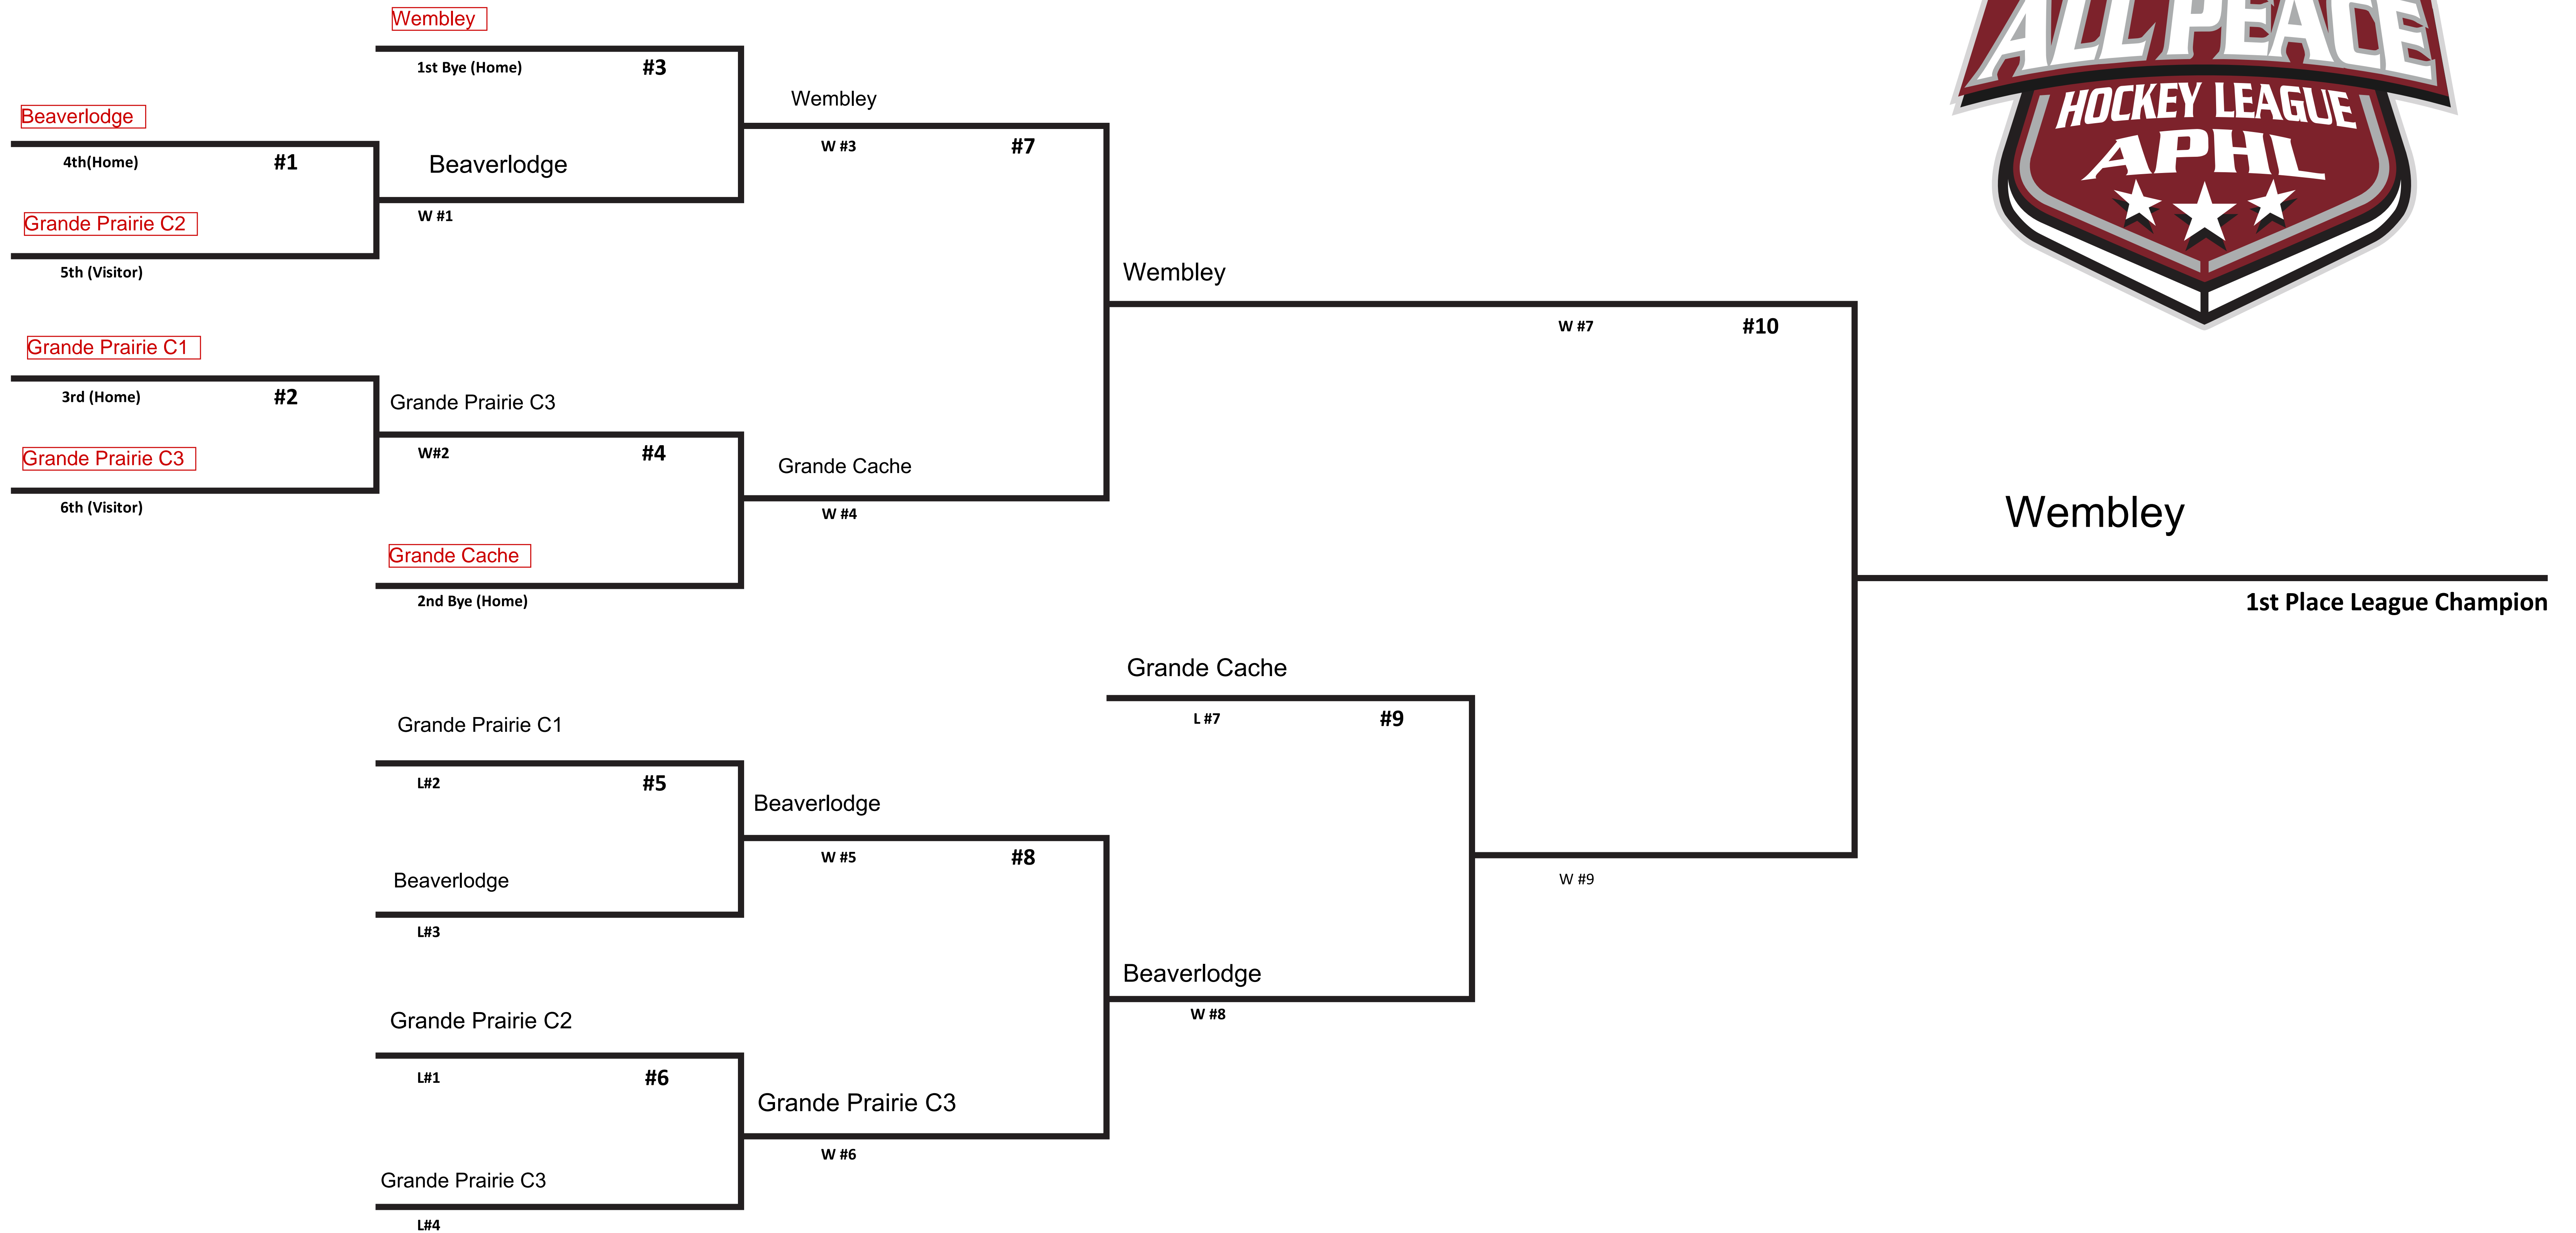 Wembley
1st Bye (Home) #3
Beaverlodge
4th(Home) #1
Grande Prairie C2
5th (Visitor)
Beaverlodge
W #1
Wembley
W #3 #7
Grande Prairie C1
3rd (Home) #2
Grande Prairie C3
6th (Visitor)
Grande Prairie C3
W#2 #4
Grande Cache
2nd Bye (Home)
Grande Cache
W #4
Wembley
W #7 #10
ALL PEACE
HOCKEY LEAGUE
APHL
Wembley
1st Place League Champion
Grande Prairie C1
L#2 #5
Beaverlodge
L#3
Beaverlodge
W #5 #8
Grande Cache
L #7 #9
W #9
Beaverlodge
W #8
Grande Prairie C2
L#1 #6
Grande Prairie C3
L#4
Grande Prairie C3
W #6